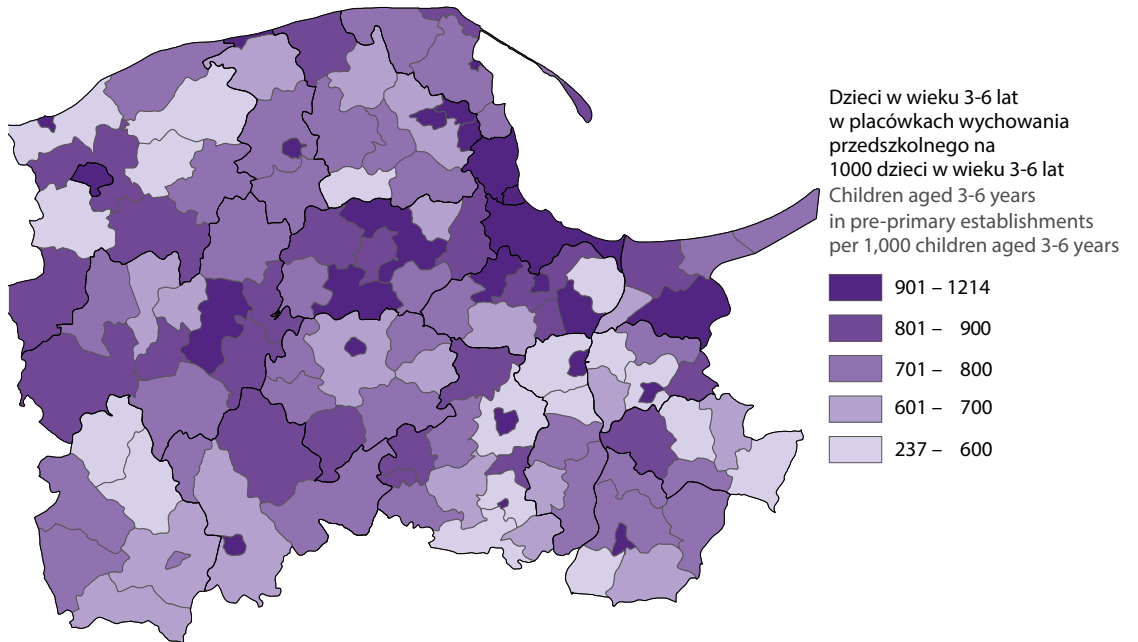 Dzieci w wieku 3-6 lat
w placówkach wychowania
przedszkolnego na
1000 dzieci w wieku 3-6 lat
Children aged 3-6 years
in pre-primary establishments
per 1,000 children aged 3-6 years
901 – 1214
801 – 900
701 – 800
601 – 700
237 – 600